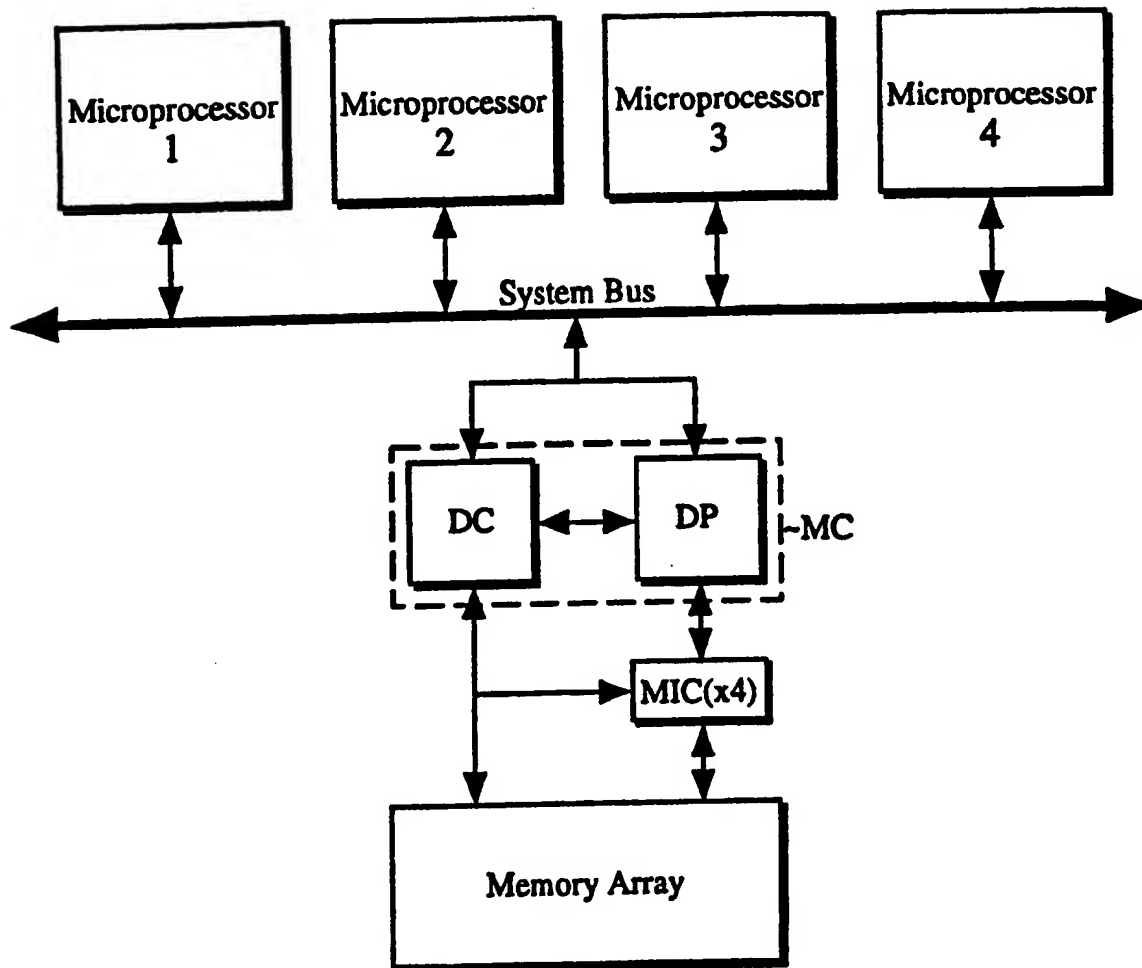 Microprocessor
1
Microprocessor
2
Microprocessor
3
Microprocessor
4
System Bus
DC
DP
~MC
MIC(x4)
Memory Array